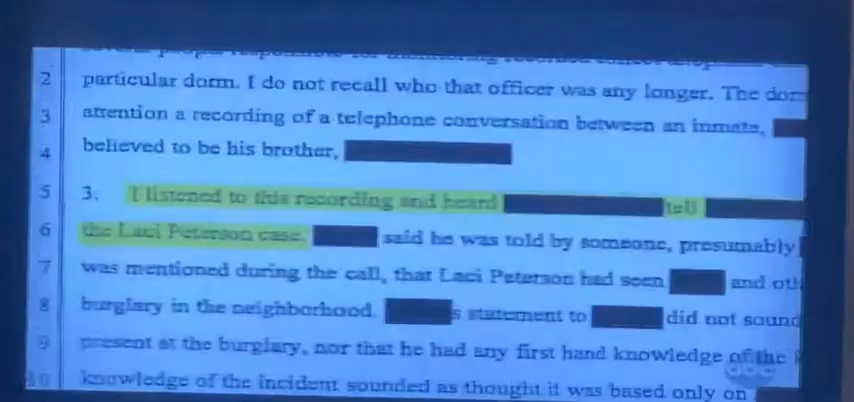 2 particular dorm. I do not recall who that officer was any longer. The
3 attention a recording of a telephone conversation between an inmate,
4 believed to be his brother,
5 3. I listened to this recording and heard tell
6 the Laci Peterson case. said he was told by someone, presumably
7 was mentioned during the call, that Laci Peterson had seen and
8 burglary in the neighborhood. s statement to did not sound
9 present at the burglary, nor that he had any first hand knowledge of the
10 knowledge of the incident sounded as thought it was based only on
abc